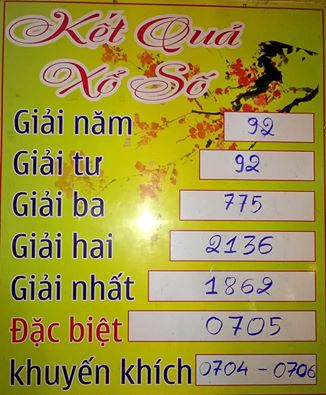 Kết Quả
Xổ Số
Giải năm 92
Giải tư 92
Giải ba 775
Giải hai 2136
Giải nhất 1862
Đặc biệt 0705
khuyến khích 0704 - 0706